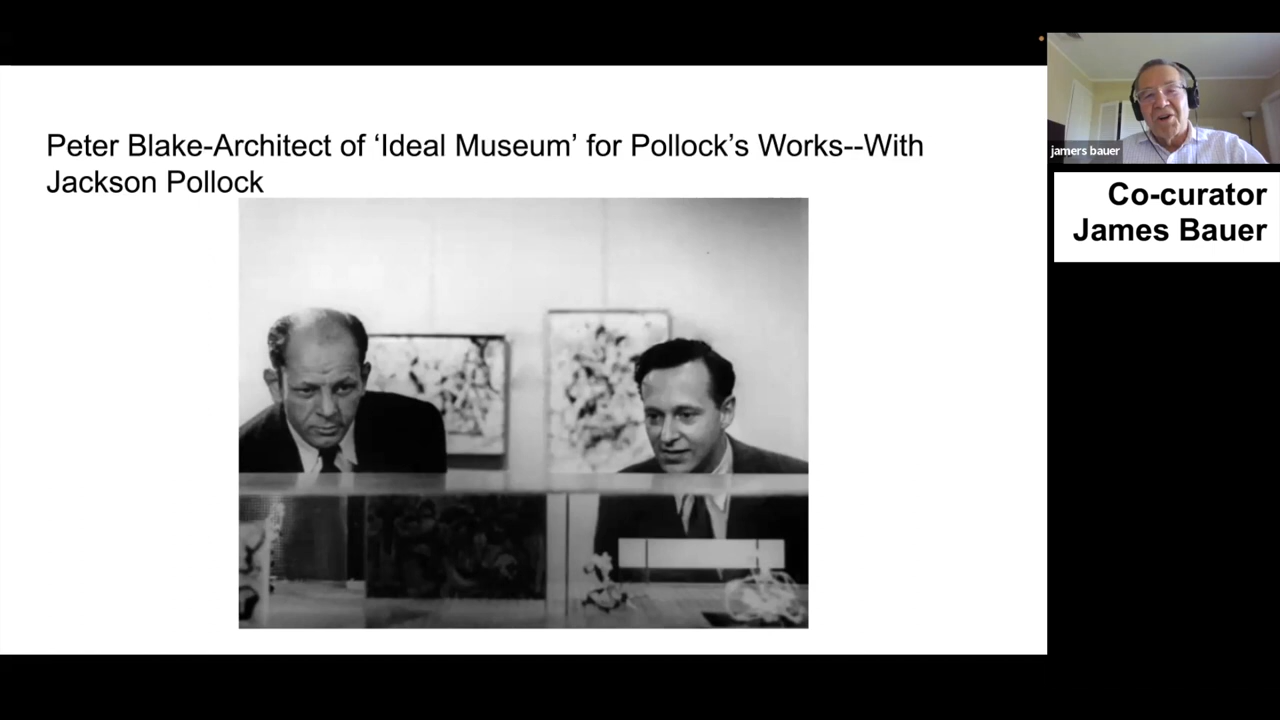 Peter Blake-Architect of ‘Ideal Museum’ for Pollock’s Works--With
Jackson Pollock
jamers bauer
Co-curator
James Bauer